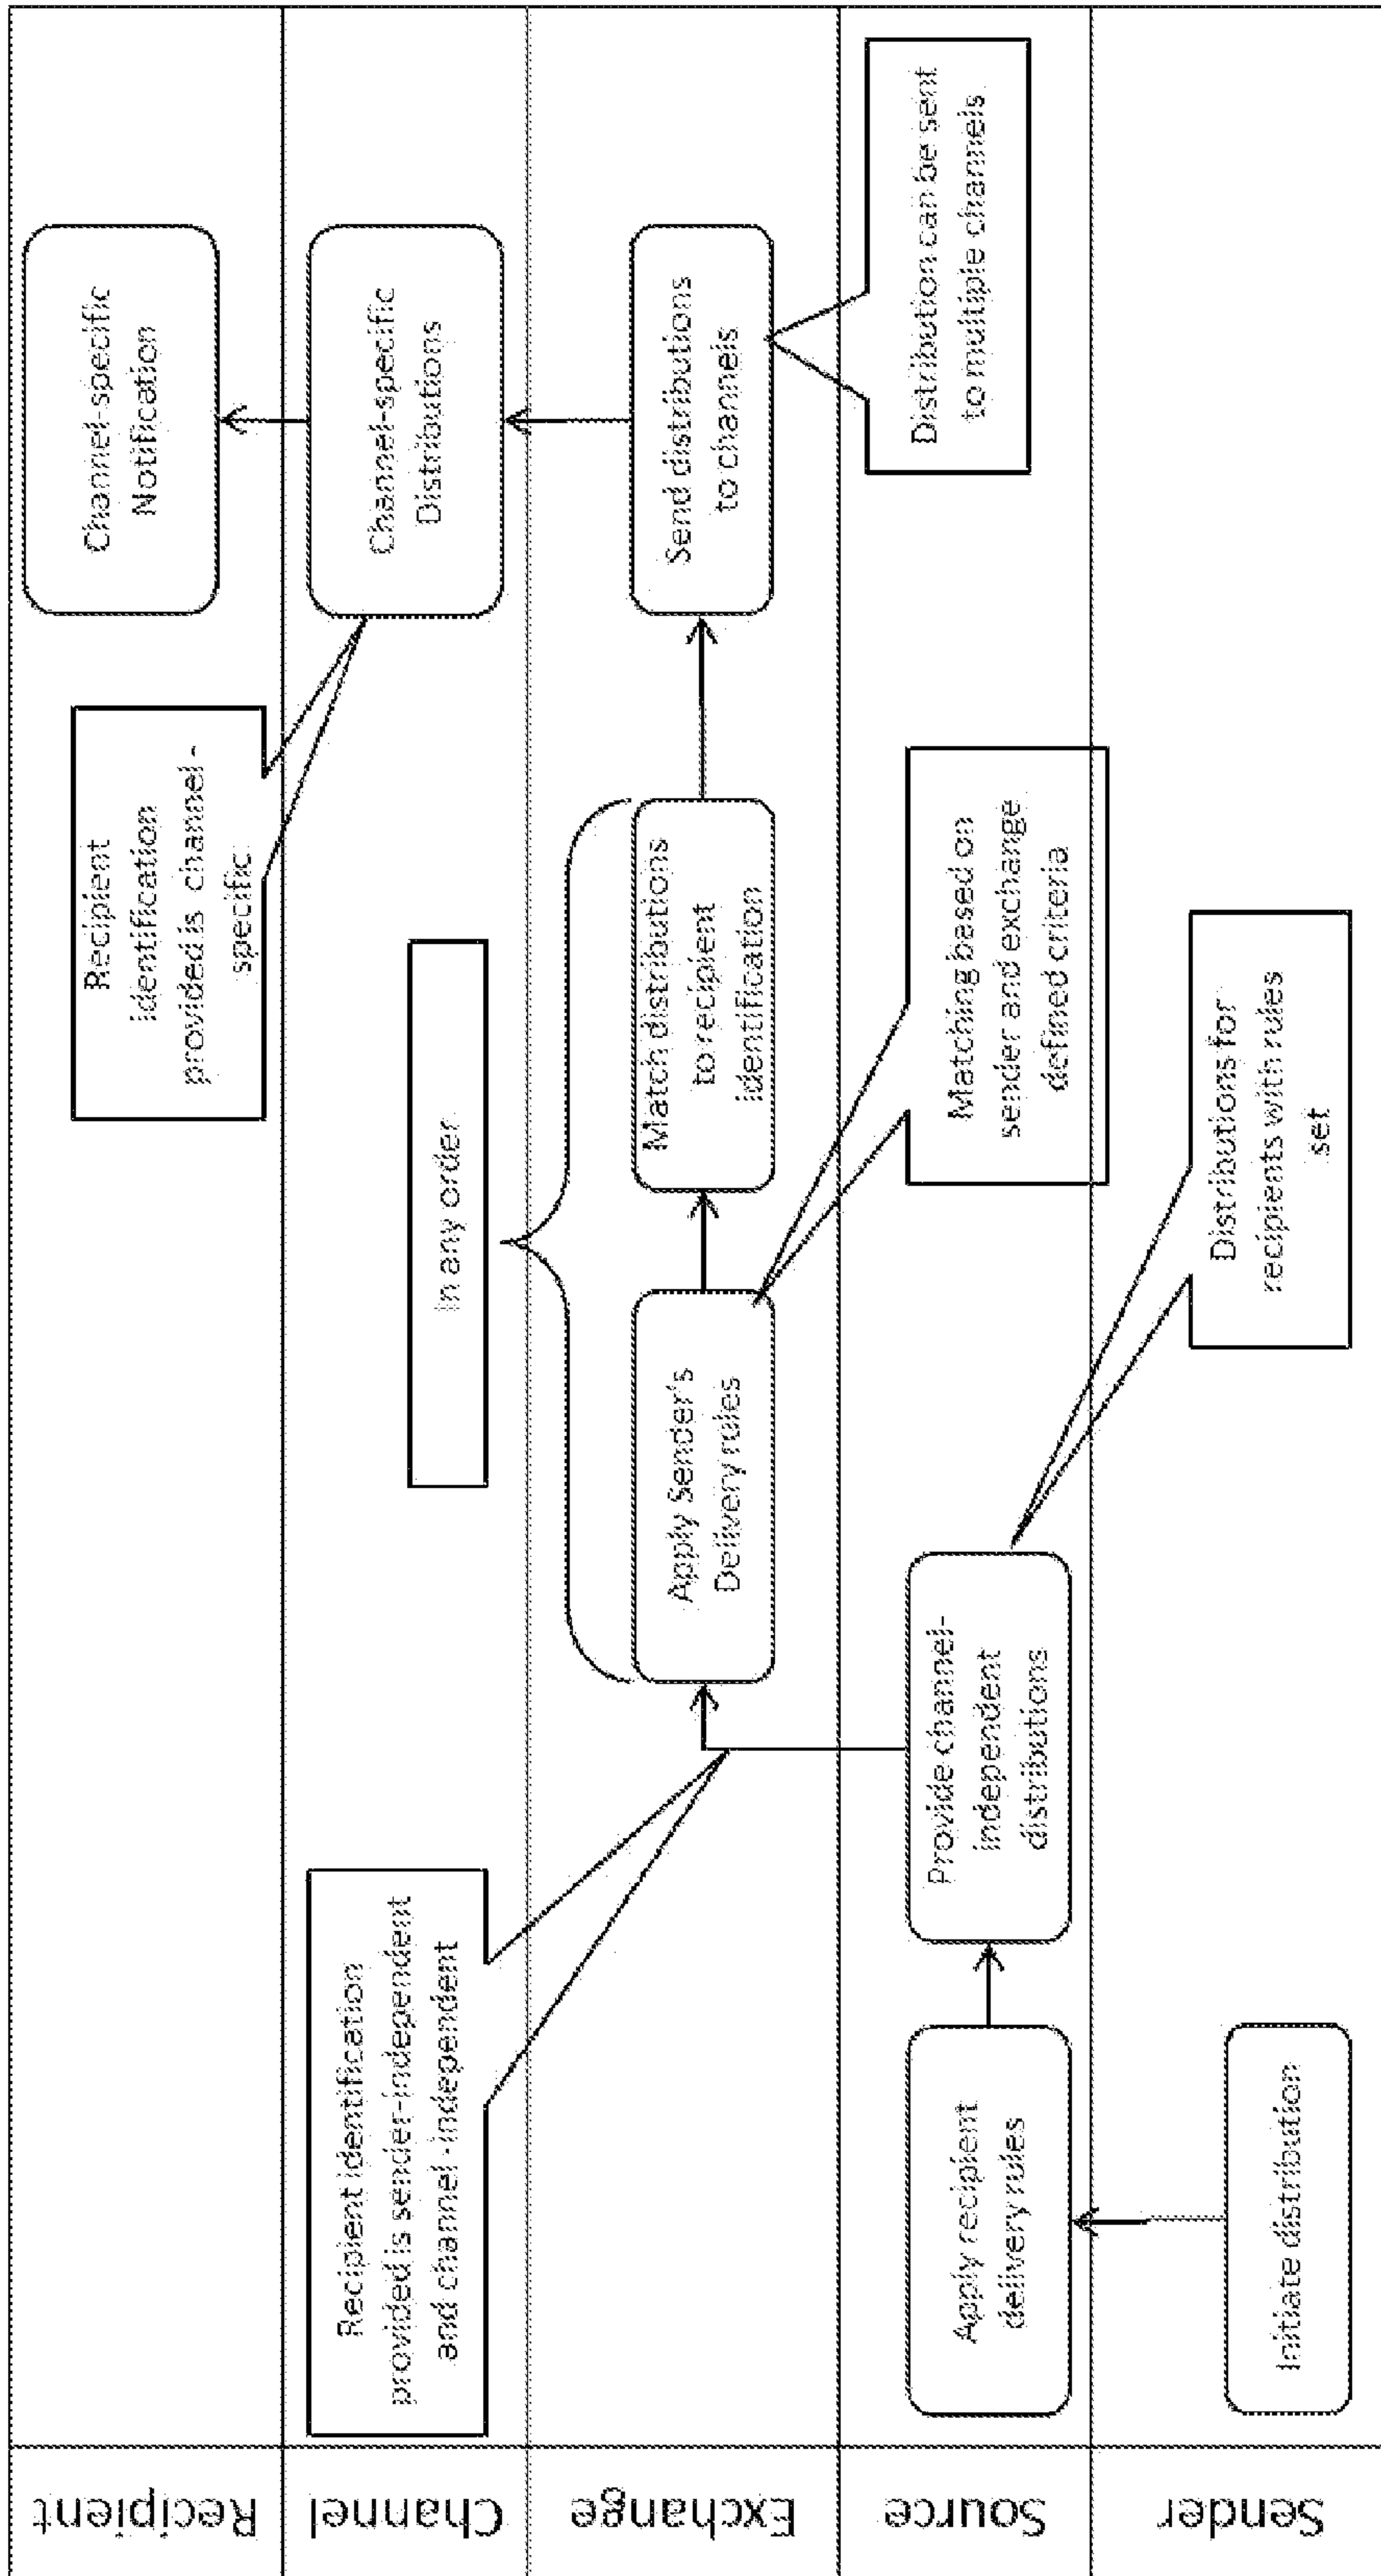 Recipient
Channel
Exchange
Source
Sender
Channel-specific
Notification
Recipient
identification
provided is channel -
specific
Channel-specific
Distributions
In any order
Recipient identification
provided is sender-independent
and channel -independent
Apply Sender's
Delivery rules
Match distributions
to recipient
identification
Send distributions
to channels
Apply recipient
delivery rules
Provide channel-
independent
distributions
Matching based on
sender and exchange
defined criteria
Distribution can be sent
to multiple channels
Initiate distribution
Distributions for
recipients with rules
set